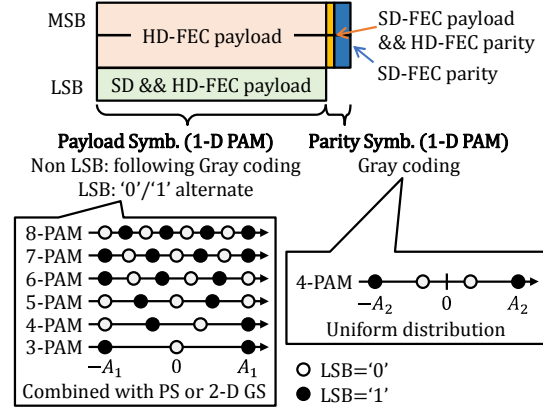 MSB
HD-FEC payload
SD-FEC payload
&& HD-FEC parity
SD-FEC parity
LSB
SD && HD-FEC payload
Payload Symb. (1-D PAM)
Non LSB: following Gray coding
LSB: '0'/'1' alternate
Parity Symb. (1-D PAM)
Gray coding
8-PAM
7-PAM
6-PAM
5-PAM
4-PAM
3-PAM
−A₁ 0 A₁
Combined with PS or 2-D GS
4-PAM
−A₂ 0 A₂
Uniform distribution
LSB='0'
LSB='1'